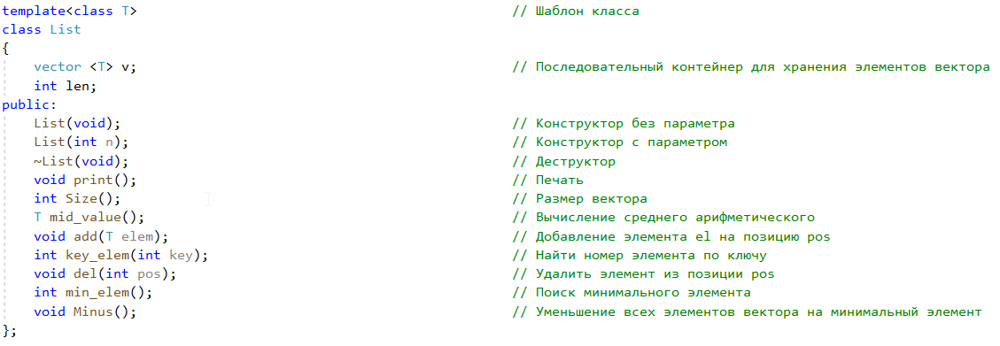 template<class T> // Шаблон класса
class List
{
vector <T> v; // Последовательный контейнер для хранения элементов вектора
int len;
public:
List(void); // Конструктор без параметра
List(int n); // Конструктор с параметром
~List(void); // Деструктор
void print(); // Печать
int Size(); // Размер вектора
T mid_value(); // Вычисление среднего арифметического
void add(T elem); // Добавление элемента el на позицию pos
int key_elem(int key); // Найти номер элемента по ключу
void del(int pos); // Удалить элемент из позиции pos
int min_elem(); // Поиск минимального элемента
void Minus(); // Уменьшение всех элементов вектора на минимальный элемент
};